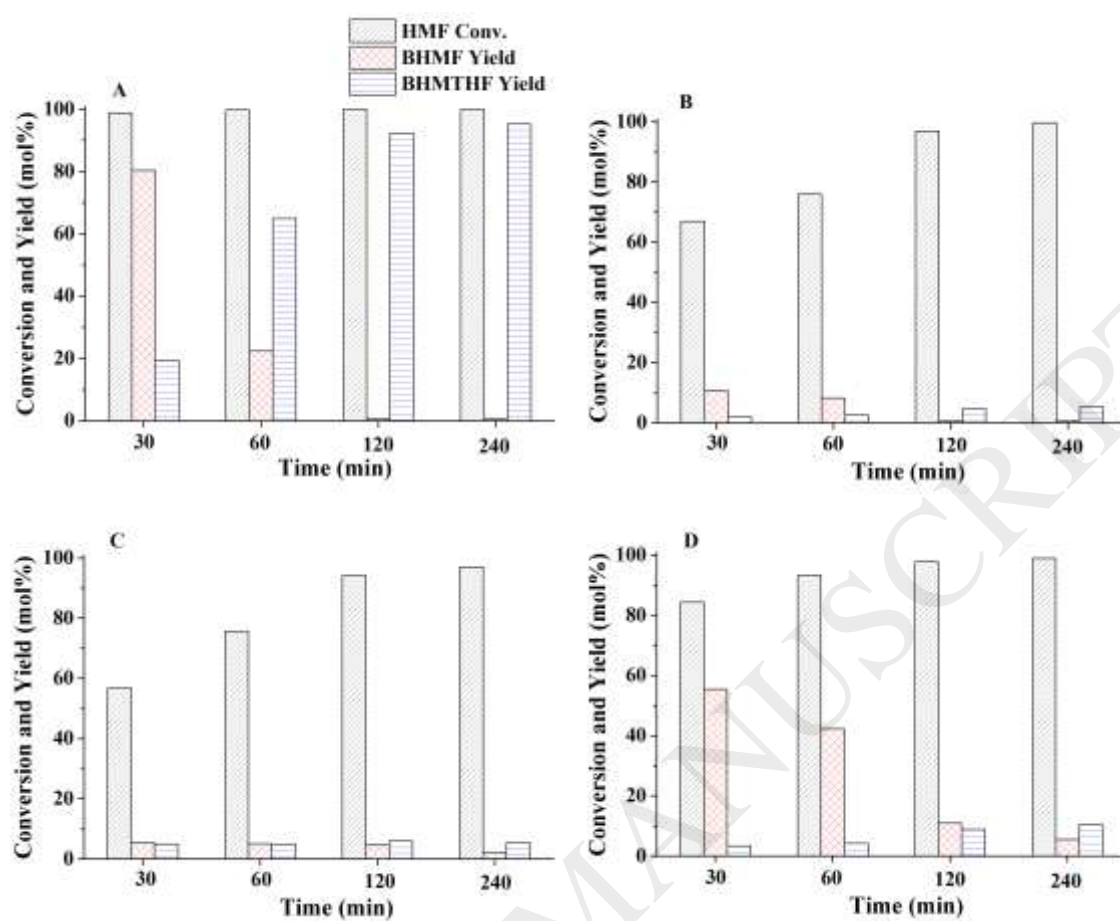 HMF Conv.
BHMF Yield
BHMTHF Yield
A
Conversion and Yield (mol%)
100
80
60
40
20
0
30 60 120 240
Time (min)
B
Conversion and Yield (mol%)
100
80
60
40
20
0
30 60 120 240
Time (min)
C
Conversion and Yield (mol%)
100
80
60
40
20
0
30 60 120 240
Time (min)
D
Conversion and Yield (mol%)
100
80
60
40
20
0
30 60 120 240
Time (min)
MANUSCRIPT